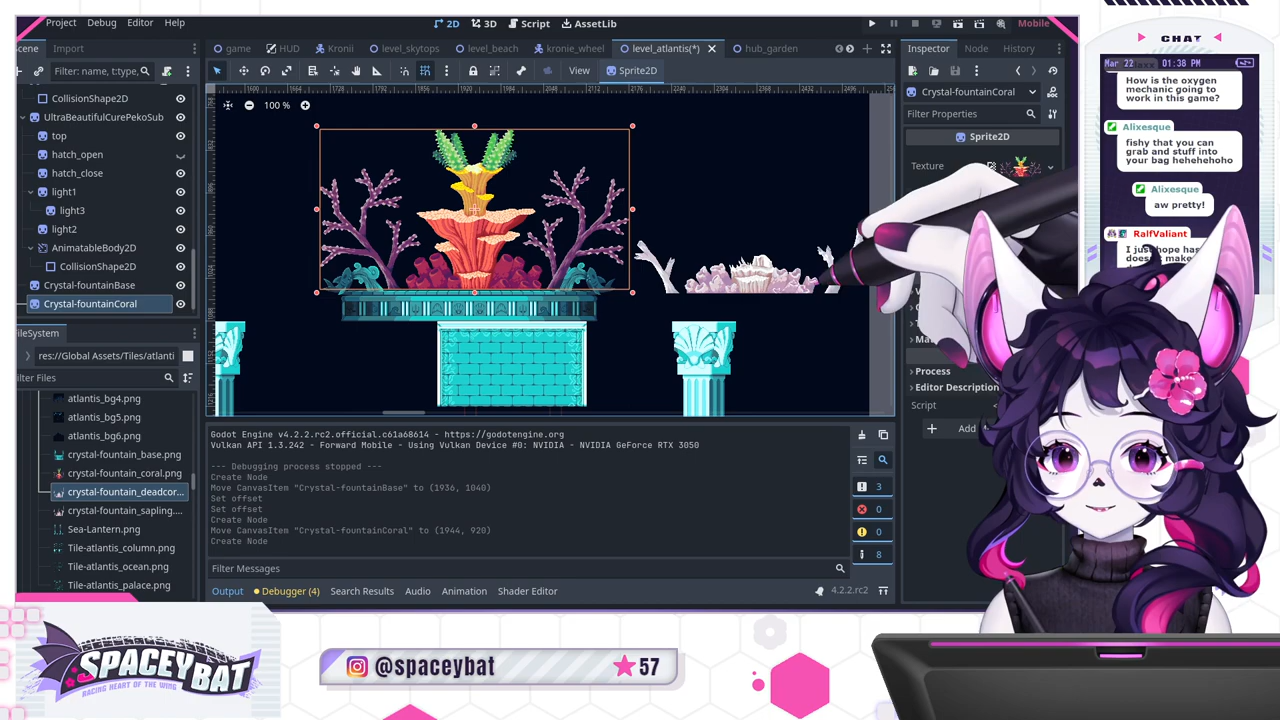 Project Debug Editor Help
2D 3D Script AssetLib
Mobile
Scene Import
game HUD Kronii level_skytops level_beach kronie_wheel level_atlantis(*) hub_garden
Inspector Node History
Filter: name, t:type,
View Sprite2D
100 %
CollisionShape2D
UltraBeautifulCuterPekoSub
top
hatch_open
hatch_close
light1
light3
light2
AnimatableBody2D
CollisionShape2D
Crystal-fountainBase
Crystal-fountainCoral
FileSystem
res://Global Assets/Tiles/atlanti
ilter Files
atlantis_bg4.png
atlantis_bg5.png
atlantis_bg6.png
crystal-fountain_base.png
crystal-fountain_coral.png
crystal-fountain_deadcor...
crystal-fountain_sapling....
Sea-Lantern.png
Tile-atlantis_column.png
Tile-atlantis_ocean.png
Tile-atlantis_palace.png
Godot Engine v4.2.2.rc2.official.c61a68614 - https://godotengine.org
Vulkan API 1.3.242 - Forward Mobile - Using Vulkan Device #0: NVIDIA - NVIDIA GeForce RTX 3050
--- Debugging process stopped ---
Create Node
Move CanvasItem "Crystal-fountainBase" to (1936, 1040)
Set offset
Set offset
Create Node
Move CanvasItem "Crystal-fountainCoral" to (1944, 920)
Create Node
Filter Messages
3
0
0
8
Output Debugger (4) Search Results Audio Animation Shader Editor
4.2.2.rc2
Crystal-fountainCoral
Filter Properties
Sprite2D
Texture
Process
Editor Description
Script
Add
CHAT
Mar 22 01:38 PM
How is the oxygen
mechanic going to
work in this game?
Alixesque
fishy that you can
grab and stuff into
your bag hehehehoho
Alixesque
aw pretty!
RalfValiant
I just hope
SPACEYBAT
RACING HEART OF THE WING
@spaceybat
57